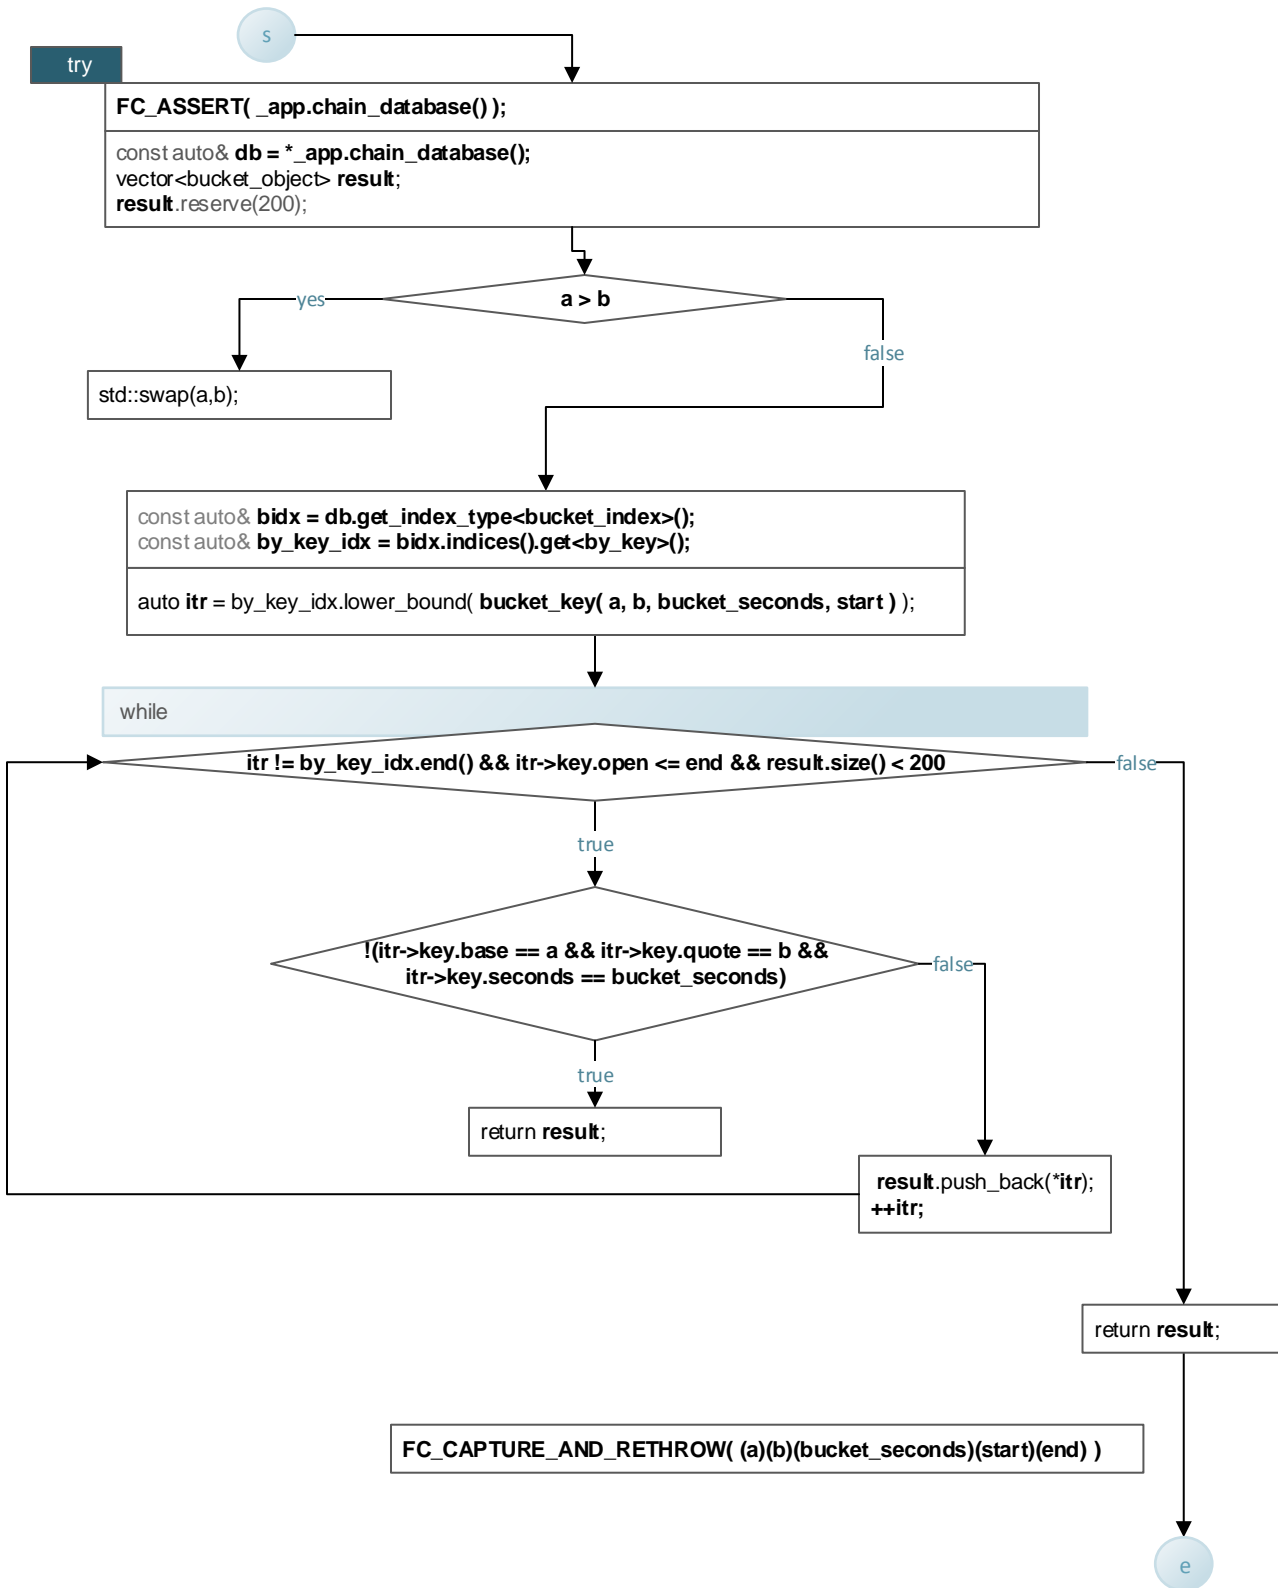 s
try
FC_ASSERT( _app.chain_database() );
const auto& db = *_app.chain_database();
vector<bucket_object> result;
result.reserve(200);
a > b
yes
false
std::swap(a,b);
const auto& bidx = db.get_index_type<bucket_index>();
const auto& by_key_idx = bidx.indices().get<by_key>();
auto itr = by_key_idx.lower_bound( bucket_key( a, b, bucket_seconds, start ) );
while
itr != by_key_idx.end() && itr->key.open <= end && result.size() < 200
false
true
!(itr->key.base == a && itr->key.quote == b &&
itr->key.seconds == bucket_seconds)
false
true
return result;
result.push_back(*itr);
++itr;
return result;
FC_CAPTURE_AND_RETHROW( (a)(b)(bucket_seconds)(start)(end) )
e